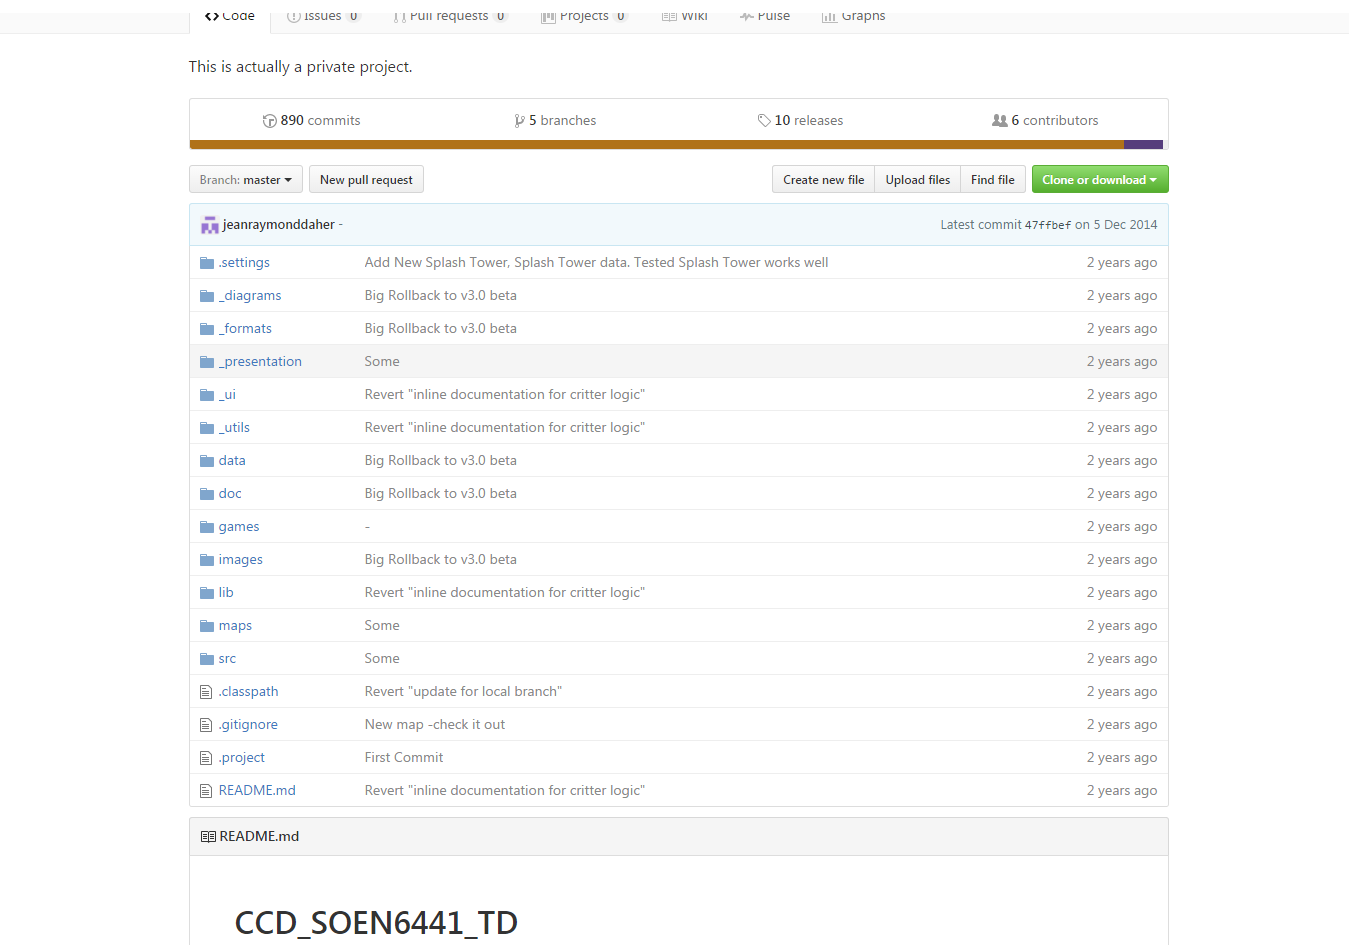 Code Issues 0 Pull requests 0 Projects 0 Wiki Pulse Graphs
This is actually a private project.
890 commits 5 branches 10 releases 6 contributors
Branch: master New pull request Create new file Upload files Find file Clone or download
jeanraymonddaher - Latest commit 47ffbef on 5 Dec 2014
.settings Add New Splash Tower, Splash Tower data. Tested Splash Tower works well 2 years ago
_diagrams Big Rollback to v3.0 beta 2 years ago
_formats Big Rollback to v3.0 beta 2 years ago
_presentation Some 2 years ago
_ui Revert "inline documentation for critter logic" 2 years ago
_utils Revert "inline documentation for critter logic" 2 years ago
data Big Rollback to v3.0 beta 2 years ago
doc Big Rollback to v3.0 beta 2 years ago
games - 2 years ago
images Big Rollback to v3.0 beta 2 years ago
lib Revert "inline documentation for critter logic" 2 years ago
maps Some 2 years ago
src Some 2 years ago
.classpath Revert "update for local branch" 2 years ago
.gitignore New map -check it out 2 years ago
.project First Commit 2 years ago
README.md Revert "inline documentation for critter logic" 2 years ago
README.md
CCD_SOEN6441_TD